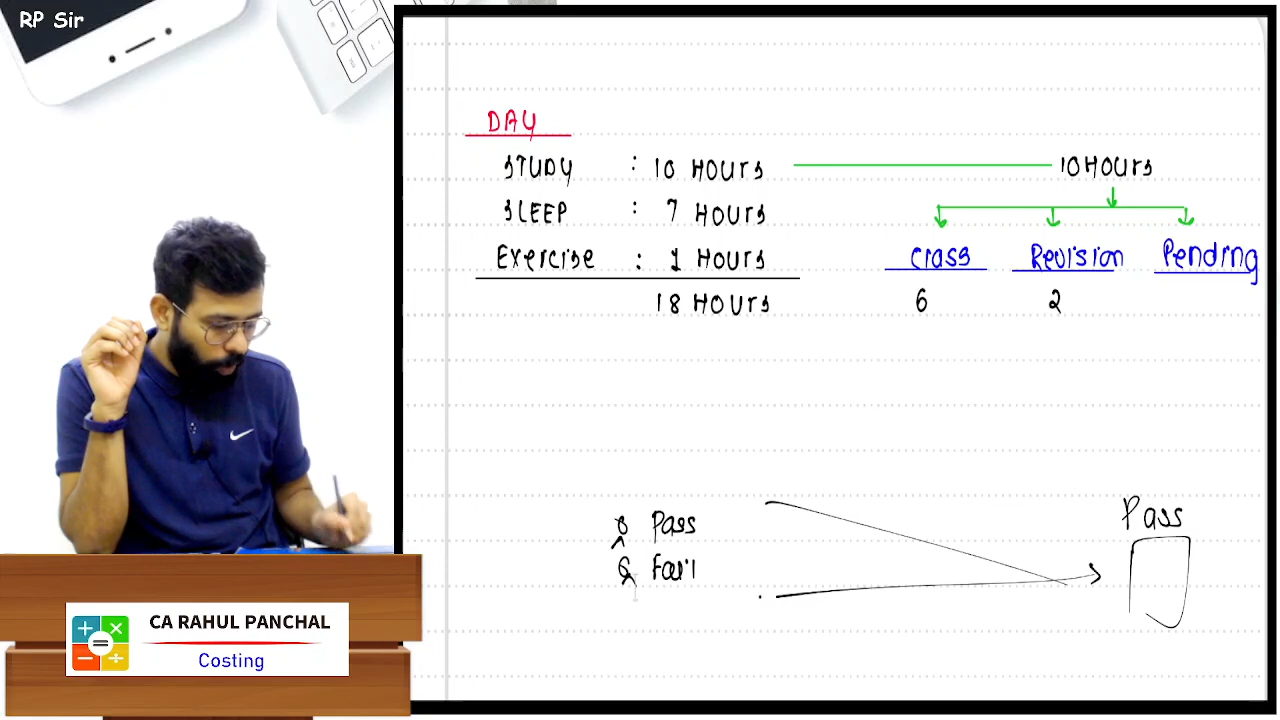 RP Sir
DAY
STUDY : 10 HOURS 10 HOURS
SLEEP : 7 HOURS
Exercise : 1 HOURS Class Revision Pending
18 HOURS 6 2
Pass
Pass
Fail
CA RAHUL PANCHAL
Costing